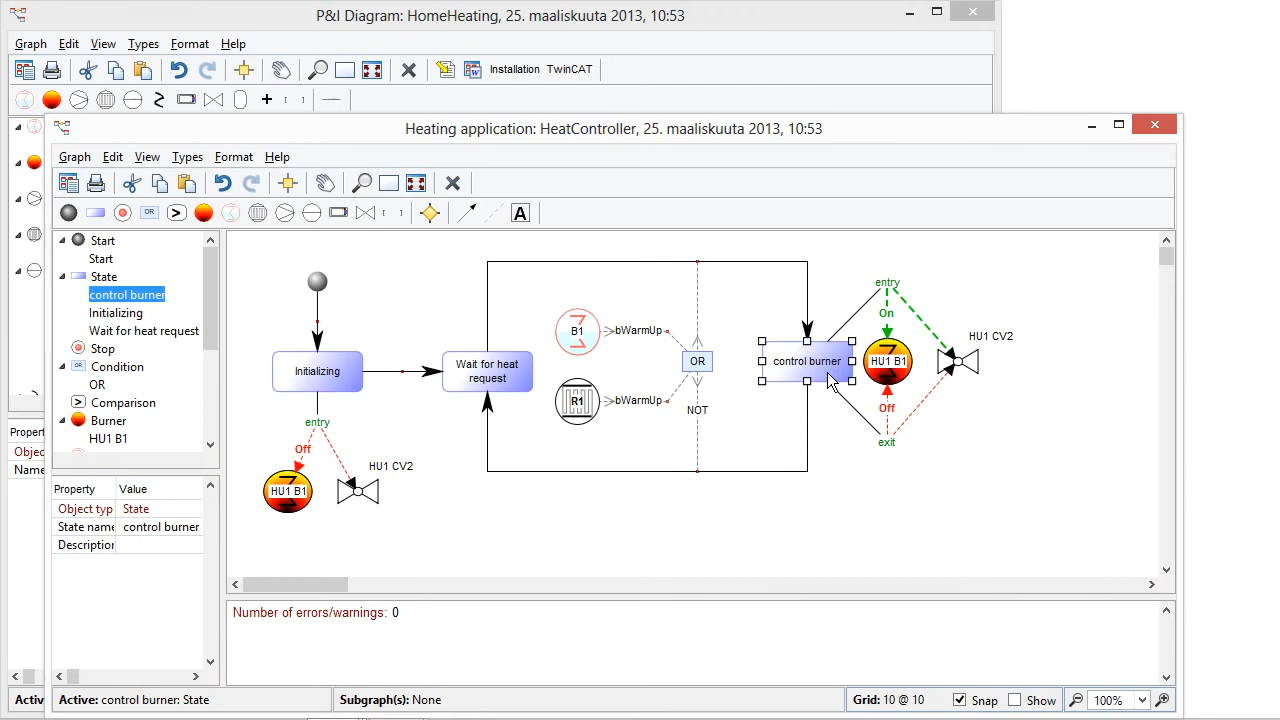 P&I Diagram: HomeHeating, 25. maaliskuuta 2013, 10:53
Graph Edit View Types Format Help
Installation TwinCAT
Heating application: HeatController, 25. maaliskuuta 2013, 10:53
Graph Edit View Types Format Help
OR
A
Start
Start
State
control burner
Initializing
Wait for heat request
Stop
OR Condition
OR
Comparison
Burner
HU1 B1
Property Value
Object typ State
State name control burner
Description
Initializing
entry
Off
HU1 B1
HU1 CV2
Wait for heat
request
B1
bWarmUp
R1
bWarmUp
OR
NOT
control burner
entry
On
HU1 B1
HU1 CV2
Off
exit
Number of errors/warnings: 0
Proper
Objec
Name
Activ
Active: control burner: State
Subgraph(s): None
Grid: 10 @ 10
Snap
Show
100%